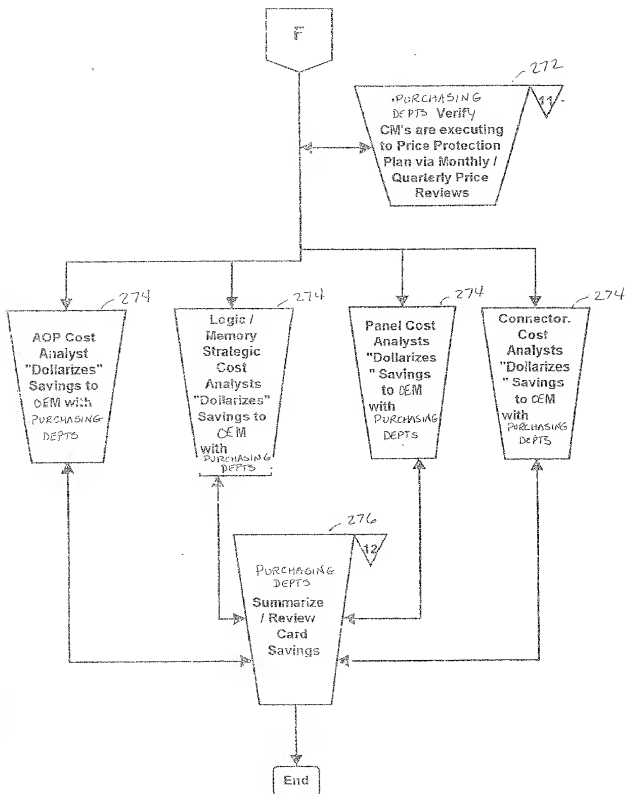 F
272
PURCHASING
DEPTS Verify
CM's are executing
to Price Protection
Plan via Monthly /
Quarterly Price
Reviews
11
274
AOP Cost
Analyst
"Dollarizes"
Savings to
OEM with
PURCHASING
DEPTS
274
Logic /
Memory
Strategic
Cost
Analysts
"Dollarizes"
Savings to
OEM
with
PURCHASING
DEPTS
274
Panel Cost
Analysts
"Dollarizes
" Savings
to OEM
with PURCHASING
DEPTS
274
Connector.
Cost
Analysts
"Dollarizes
" Savings
to OEM
with PURCHASING
DEPTS
276
12
PURCHASING
DEPTS
Summarize
/ Review
Card
Savings
End